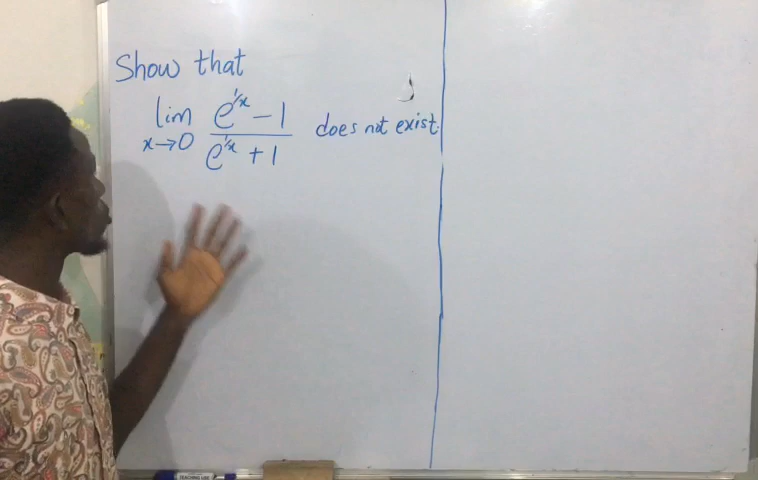 Show that
lim e^{1/x} - 1 / e^{1/x} + 1 does not exist.
x→0